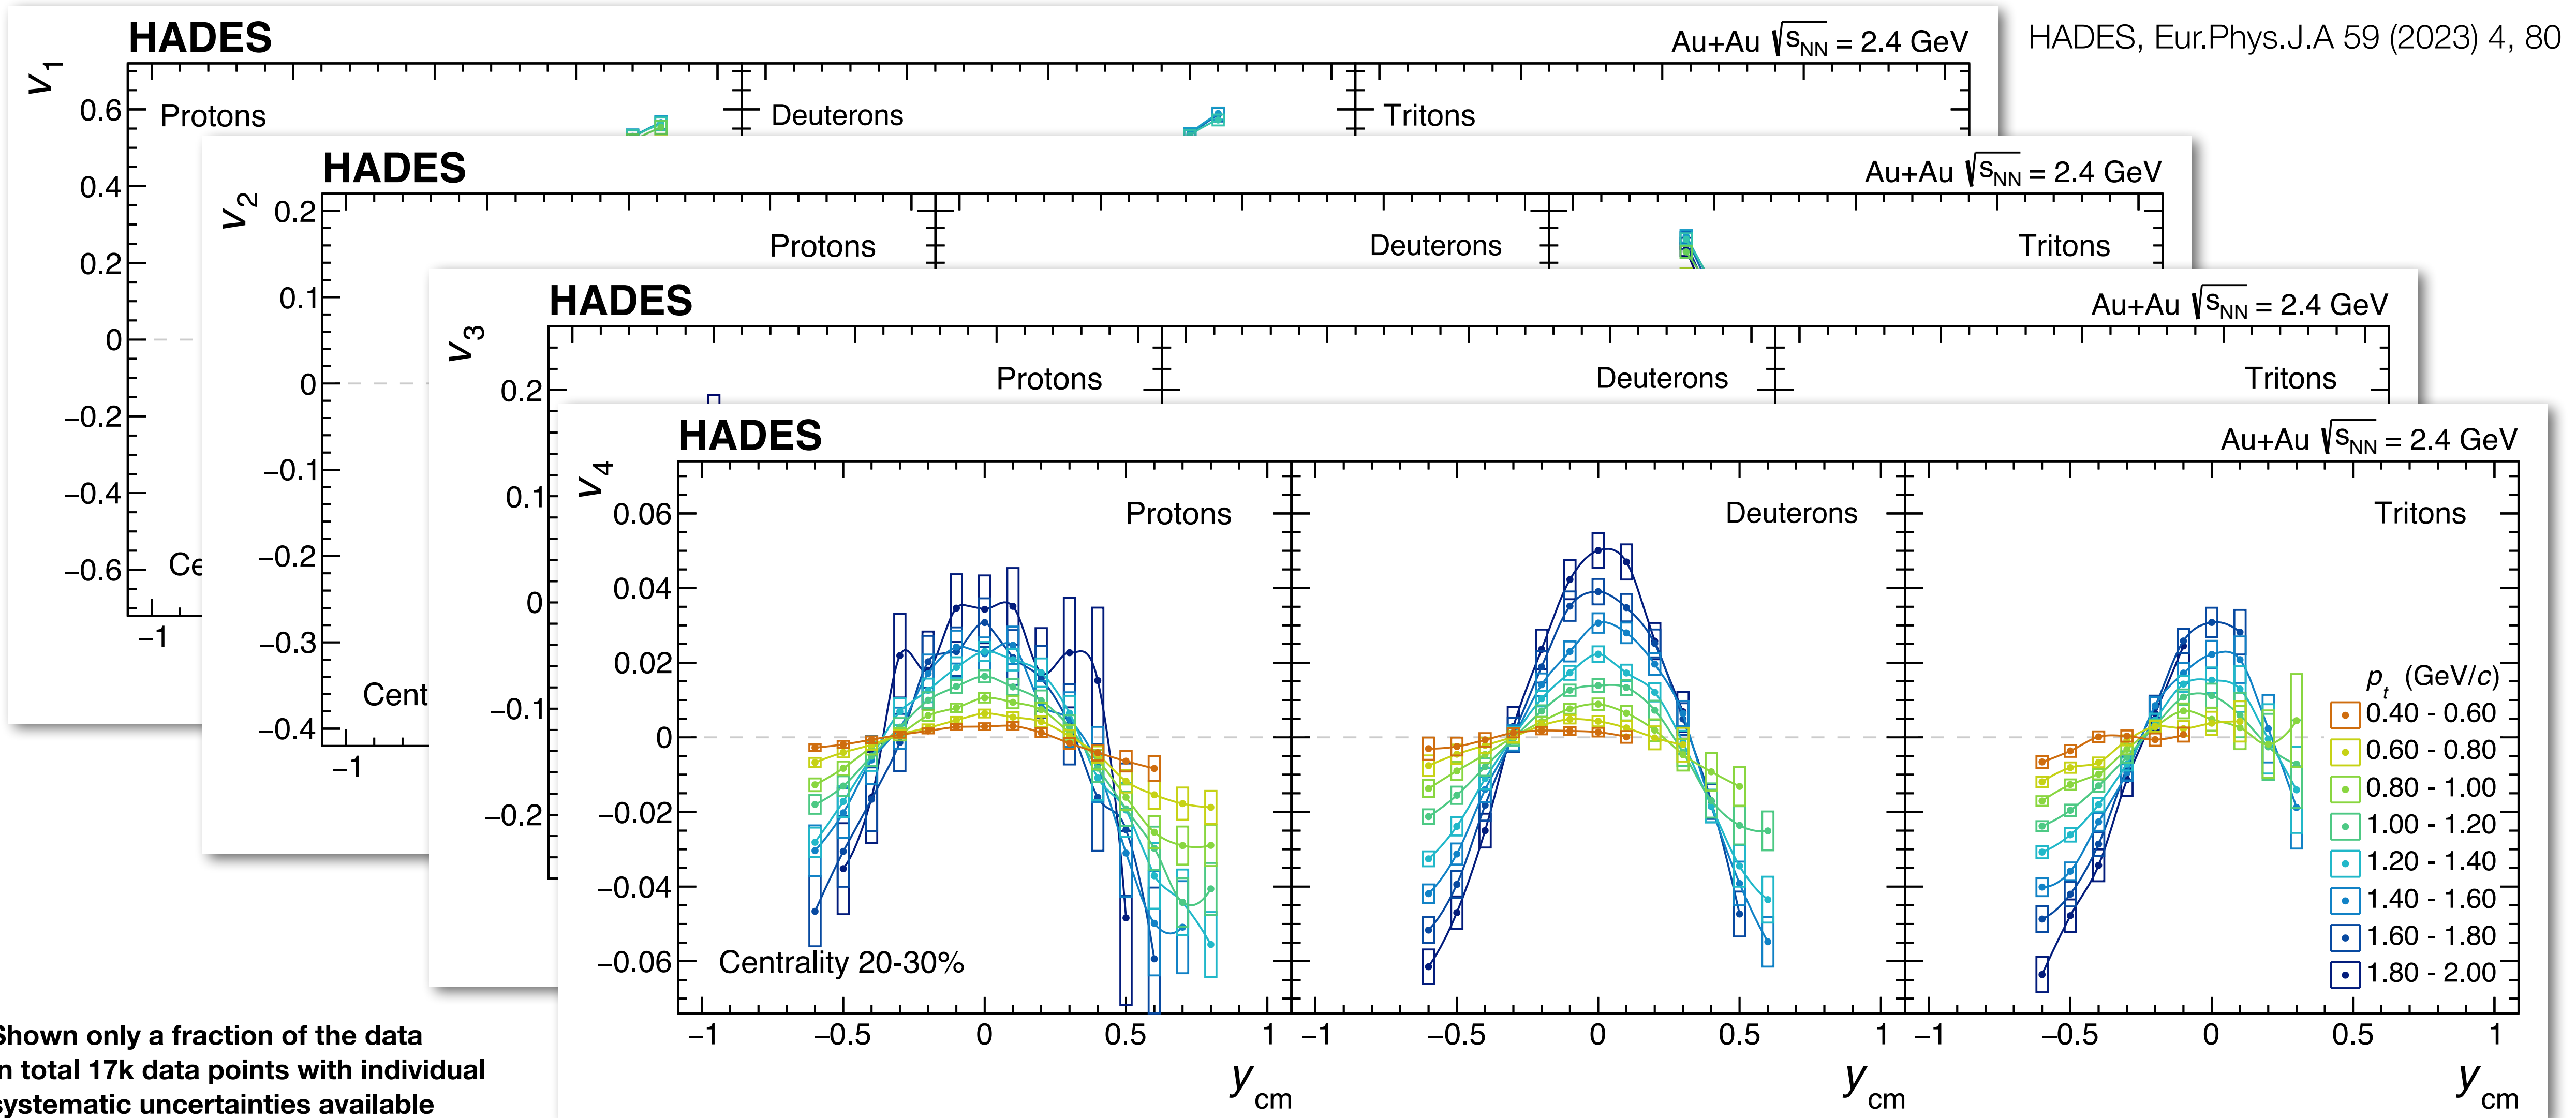 HADES
Au+Au √sNN = 2.4 GeV
HADES, Eur.Phys.J.A 59 (2023) 4, 80
v1
0.6
0.4
0.2
0
−0.2
−0.4
−0.6
−1
Protons
Deuterons
Tritons
HADES
Au+Au √sNN = 2.4 GeV
v2
0.2
0.1
0
−0.1
−0.2
−0.3
−0.4
−1
Protons
Deuterons
Tritons
Cent
HADES
Au+Au √sNN = 2.4 GeV
v3
0.2
0.1
0
−0.1
−0.2
Protons
Deuterons
Tritons
HADES
Au+Au √sNN = 2.4 GeV
v4
0.06
0.04
0.02
0
−0.02
−0.04
−0.06
Protons
Deuterons
Tritons
Centrality 20-30%
pt (GeV/c)
0.40 - 0.60
0.60 - 0.80
0.80 - 1.00
1.00 - 1.20
1.20 - 1.40
1.40 - 1.60
1.60 - 1.80
1.80 - 2.00
−1 −0.5 0 0.5 1 −1 −0.5 0 0.5 1 −1 −0.5 0 0.5 1
ycm ycm ycm
Shown only a fraction of the data
in total 17k data points with individual
systematic uncertainties available